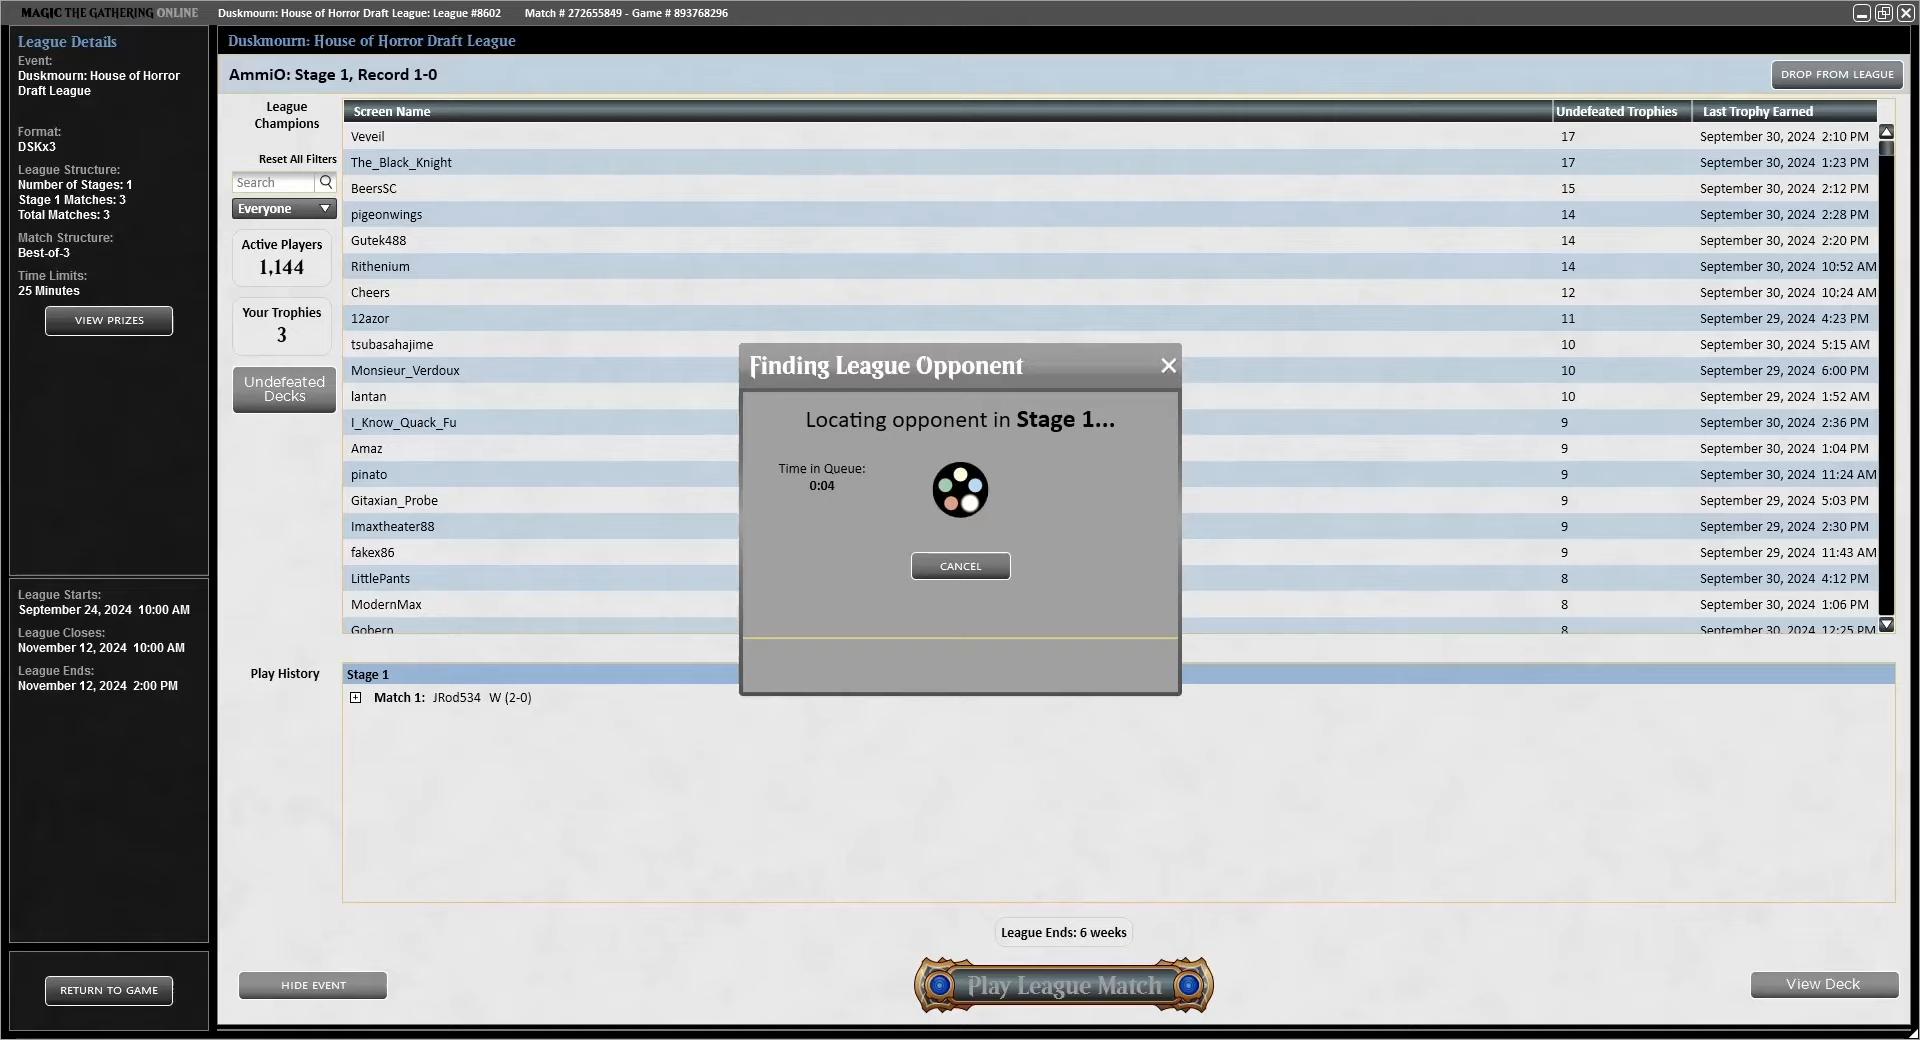 MAGIC THE GATHERING ONLINE
Duskmourn: House of Horror Draft League: League #8602
Match # 272655849 - Game # 893768296
League Details
Event:
Duskmourn: House of Horror
Draft League
Format:
DSKx3
League Structure:
Number of Stages: 1
Stage 1 Matches: 3
Total Matches: 3
Match Structure:
Best-of-3
Time Limits:
25 Minutes
VIEW PRIZES
League Starts:
September 24, 2024 10:00 AM
League Closes:
November 12, 2024 10:00 AM
League Ends:
November 12, 2024 2:00 PM
RETURN TO GAME
Duskmourn: House of Horror Draft League
AmmiO: Stage 1, Record 1-0
DROP FROM LEAGUE
League
Champions
Reset All Filters
Search
Everyone
Active Players
1,144
Your Trophies
3
Undefeated
Decks
Screen Name Undefeated Trophies Last Trophy Earned
Veveil 17 September 30, 2024 2:10 PM
The_Black_Knight 17 September 30, 2024 1:23 PM
BeersSC 15 September 30, 2024 2:12 PM
pigeonwings 14 September 30, 2024 2:28 PM
Gutek488 14 September 30, 2024 2:20 PM
Rithenium 14 September 30, 2024 10:52 AM
Cheers 12 September 30, 2024 10:24 AM
12azor 11 September 29, 2024 4:23 PM
tsubasahajime 10 September 30, 2024 5:15 AM
Monsieur_Verdoux 10 September 29, 2024 6:00 PM
lantan 10 September 29, 2024 1:52 AM
I_Know_Quack_Fu 9 September 30, 2024 2:36 PM
Amaz 9 September 30, 2024 1:04 PM
pinato 9 September 30, 2024 11:24 AM
Gitaxian_Probe 9 September 29, 2024 5:03 PM
Imaxtheater88 9 September 29, 2024 2:30 PM
fakex86 9 September 29, 2024 11:43 AM
LittlePants 8 September 30, 2024 4:12 PM
ModernMax 8 September 30, 2024 1:06 PM
Gobern 8 September 30, 2024 12:25 PM
Finding League Opponent
Locating opponent in Stage 1...
Time in Queue:
0:04
CANCEL
Play History
Stage 1
Match 1: JRod534 W (2-0)
League Ends: 6 weeks
HIDE EVENT
Play League Match
View Deck